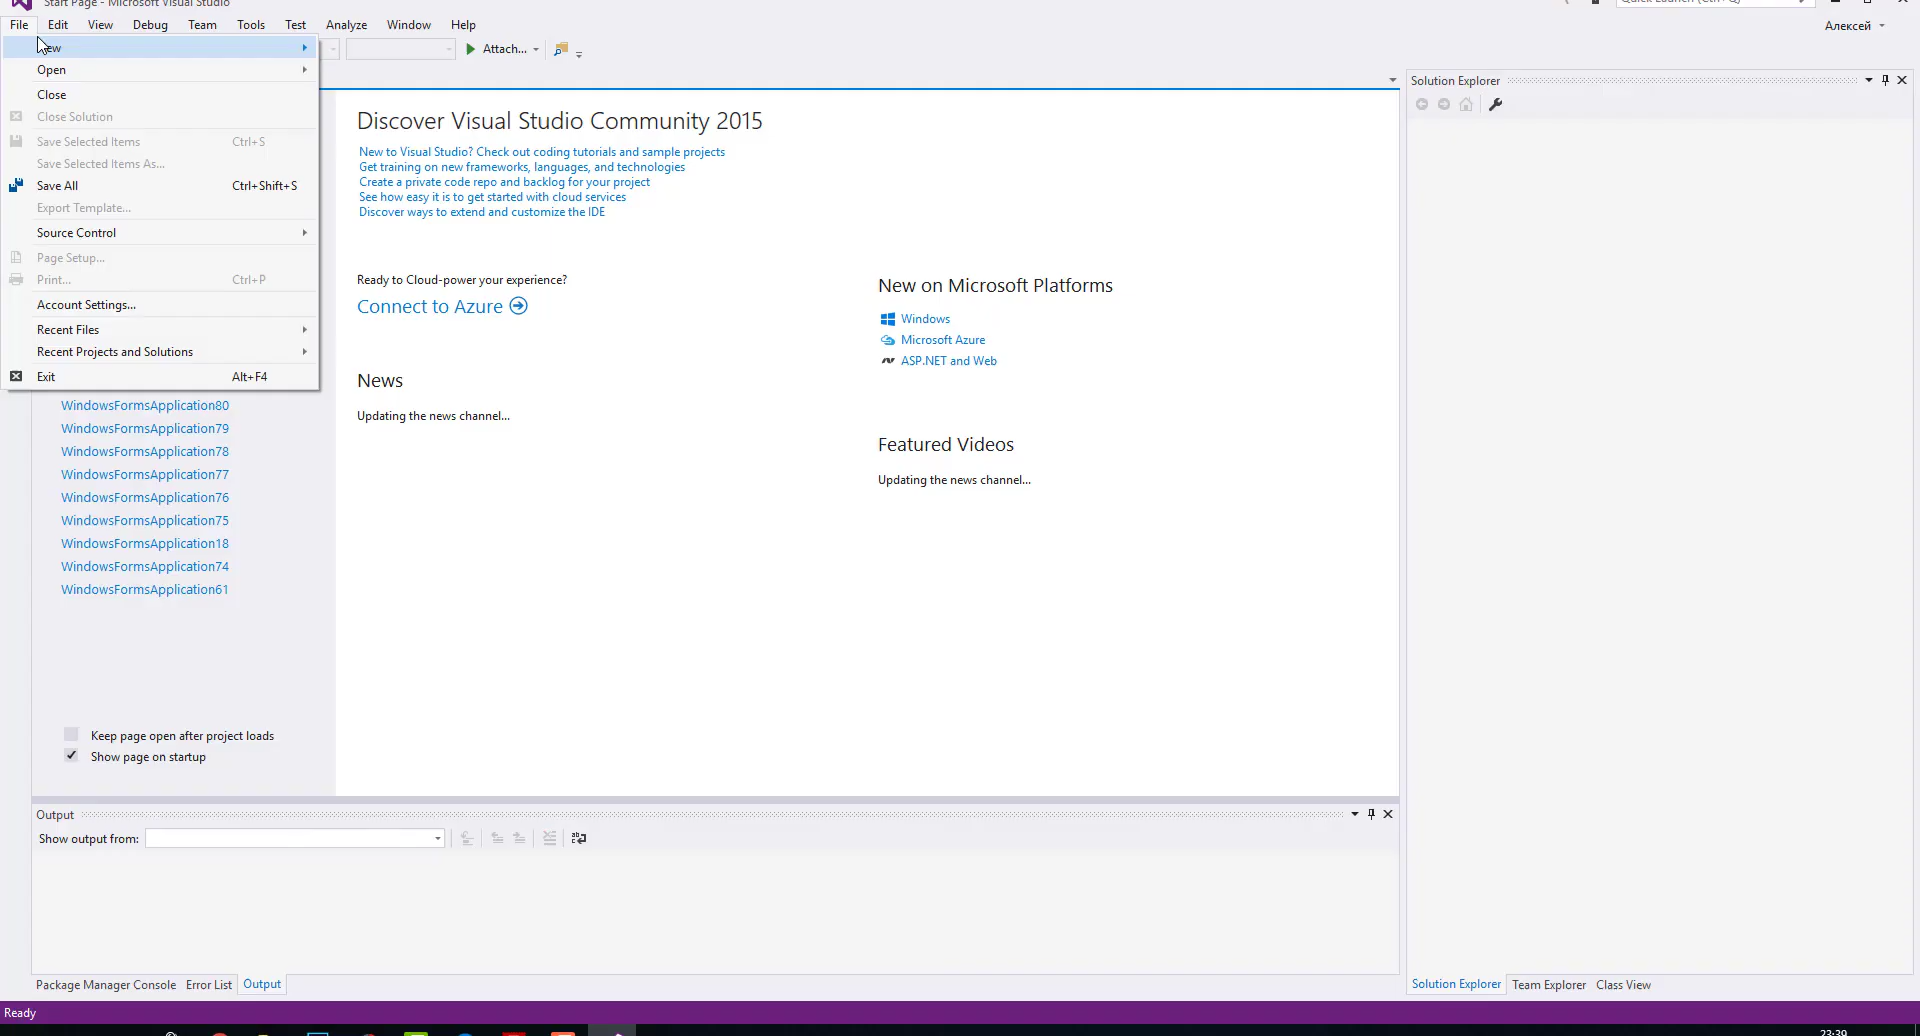 Start Page - Microsoft Visual Studio
File Edit View Debug Team Tools Test Analyze Window Help
Алексей
Attach...
Open
Close
Close Solution
Save Selected Items Ctrl+S
Save Selected Items As...
Save All Ctrl+Shift+S
Export Template...
Source Control
Page Setup...
Print... Ctrl+P
Account Settings...
Recent Files
Recent Projects and Solutions
Exit Alt+F4
WindowsFormsApplication80
WindowsFormsApplication79
WindowsFormsApplication78
WindowsFormsApplication77
WindowsFormsApplication76
WindowsFormsApplication75
WindowsFormsApplication18
WindowsFormsApplication74
WindowsFormsApplication61
Keep page open after project loads
Show page on startup
Discover Visual Studio Community 2015
New to Visual Studio? Check out coding tutorials and sample projects
Get training on new frameworks, languages, and technologies
Create a private code repo and backlog for your project
See how easy it is to get started with cloud services
Discover ways to extend and customize the IDE
Ready to Cloud-power your experience?
Connect to Azure
News
Updating the news channel...
New on Microsoft Platforms
Windows
Microsoft Azure
ASP.NET and Web
Featured Videos
Updating the news channel...
Solution Explorer
Output
Show output from:
Package Manager Console Error List Output
Solution Explorer Team Explorer Class View
Ready
23:39